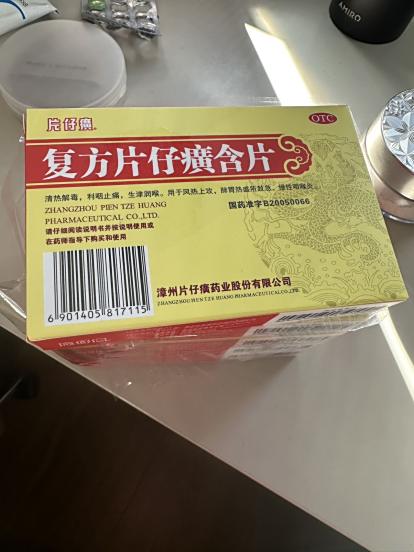 AMIRO
片仔癀®
OTC
复方片仔癀含片
清热解毒，利咽止痛，生津润喉。用于风热上攻，肺胃热盛所致急、慢性咽喉炎。
ZHANGZHOU PIEN TZE HUANG
PHARMACEUTICAL CO.,LTD.
国药准字B20050066
请仔细阅读说明书并按说明使用或
在药师指导下购买和使用
6 901405 817115
漳州片仔癀药业股份有限公司
ZHANGZHOU PIEN TZE HUANG PHARMACEUTICAL CO.,LTD.